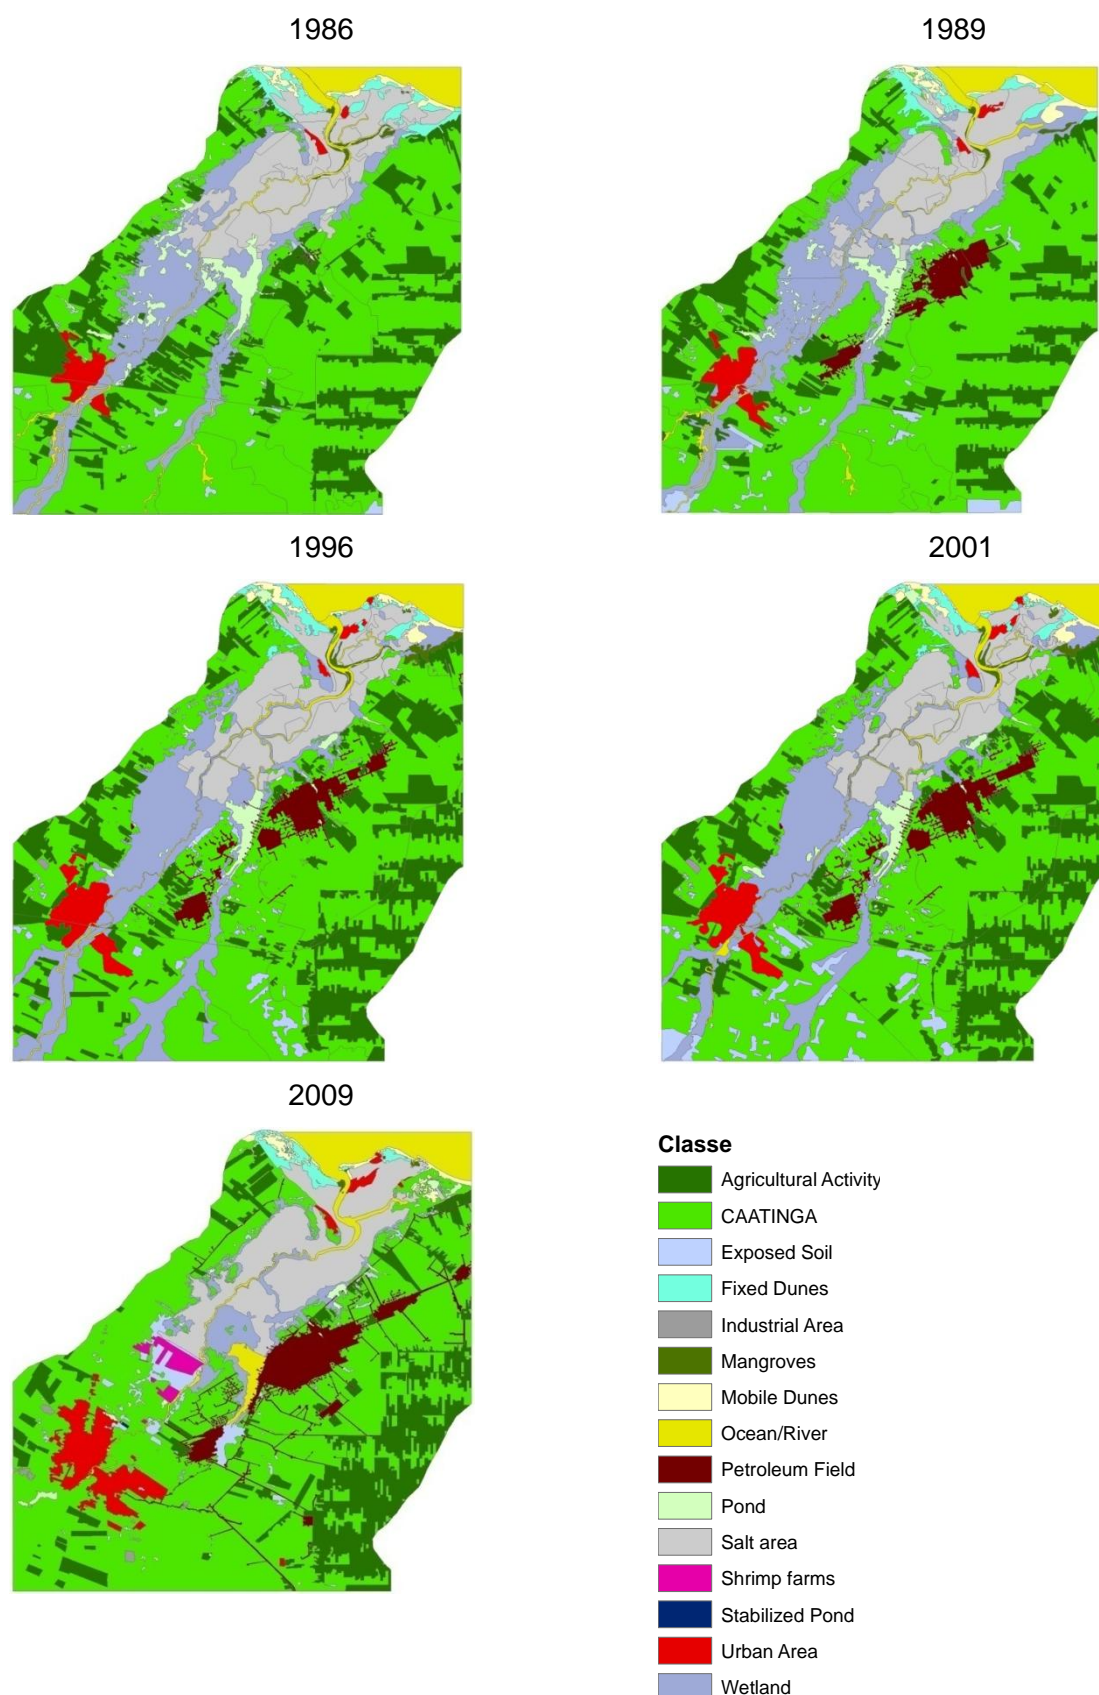 1986
1989
1996
2001
2009
Classe
Agricultural Activity
CAATINGA
Exposed Soil
Fixed Dunes
Industrial Area
Mangroves
Mobile Dunes
Ocean/River
Petroleum Field
Pond
Salt area
Shrimp farms
Stabilized Pond
Urban Area
Wetland